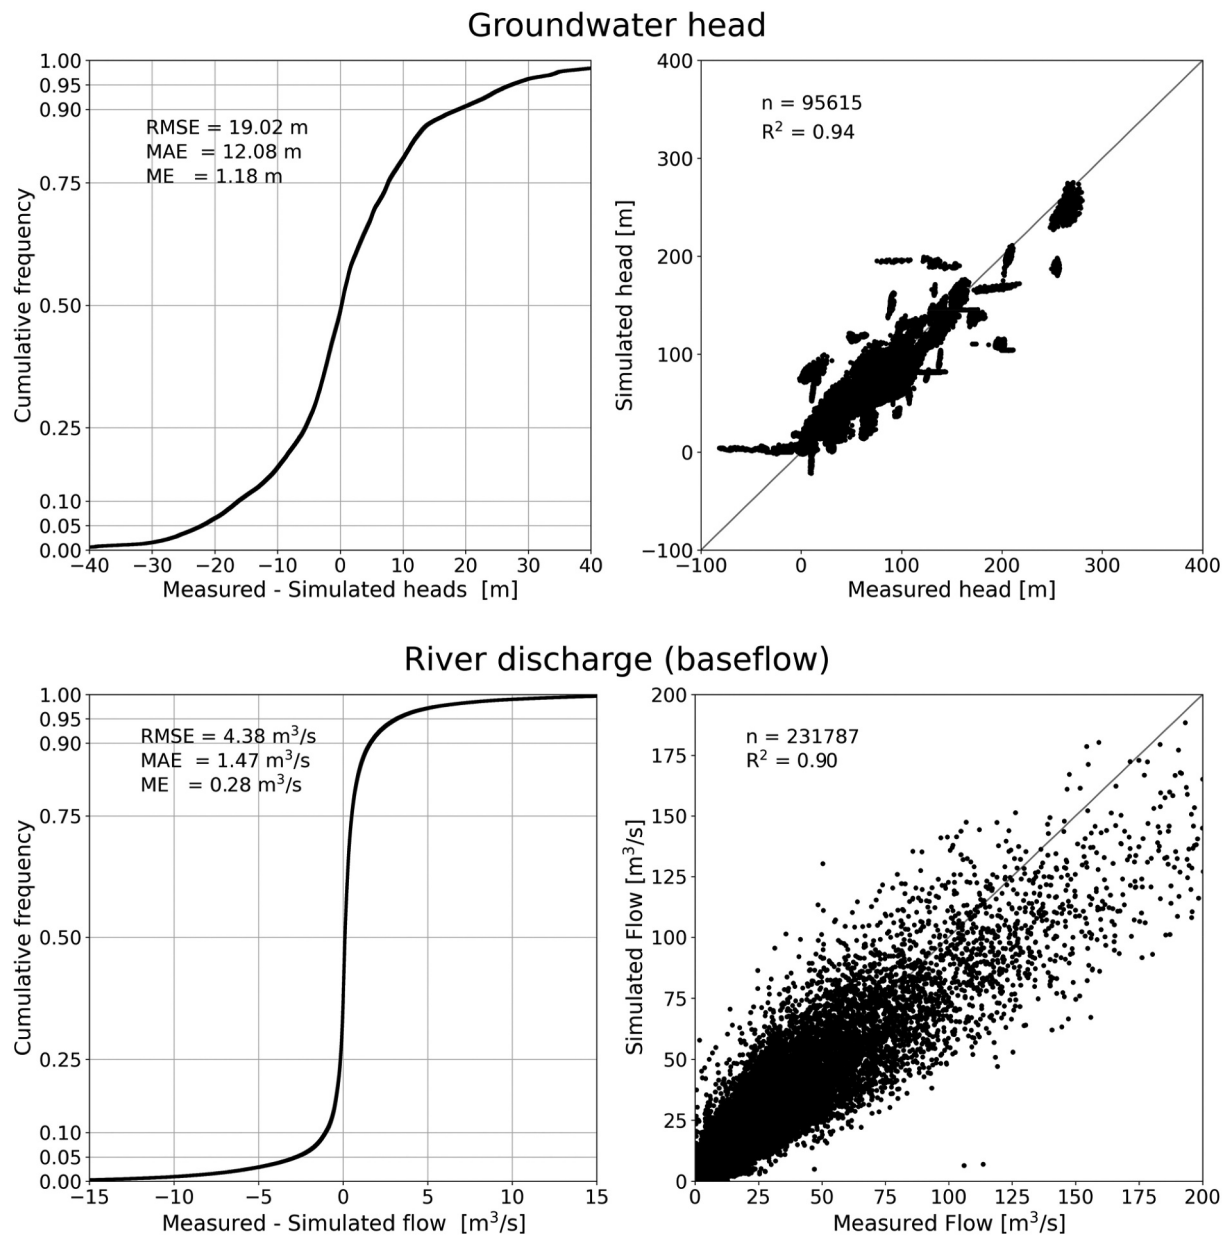 Groundwater head
1.00
0.95
0.90
0.75
0.50
0.25
0.10
0.05
0.00
Cumulative frequency
RMSE = 19.02 m
MAE = 12.08 m
ME = 1.18 m
−40 −30 −20 −10 0 10 20 30 40
Measured - Simulated heads [m]
400
300
200
100
0
−100
Simulated head [m]
n = 95615
R² = 0.94
−100 0 100 200 300 400
Measured head [m]
River discharge (baseflow)
1.00
0.95
0.90
0.75
0.50
0.25
0.10
0.05
0.00
Cumulative frequency
RMSE = 4.38 m³/s
MAE = 1.47 m³/s
ME = 0.28 m³/s
−15 −10 −5 0 5 10 15
Measured - Simulated flow [m³/s]
200
175
150
125
100
75
50
25
0
Simulated Flow [m³/s]
n = 231787
R² = 0.90
0 25 50 75 100 125 150 175 200
Measured Flow [m³/s]